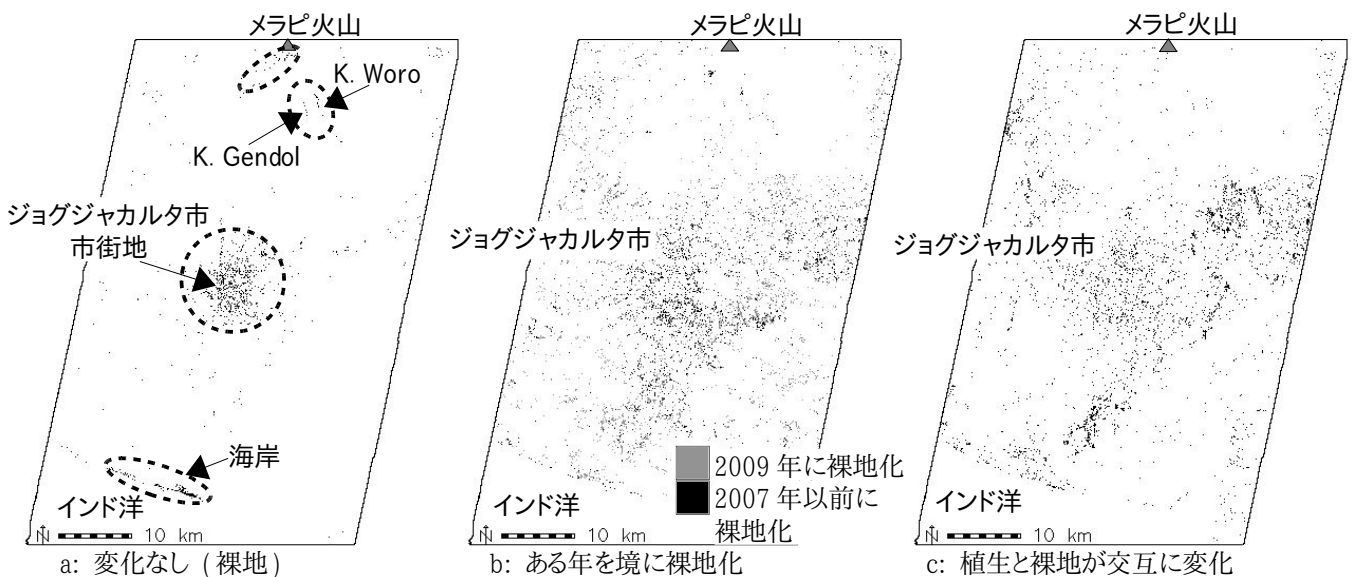 メラピ火山
K. Woro
K. Gendol
ジョグジャカルタ市
市街地
海岸
インド洋
N 10 km
a: 変化なし (裸地)
メラピ火山
ジョグジャカルタ市
2009 年に裸地化
2007 年以前に
裸地化
インド洋
N 10 km
b: ある年を境に裸地化
メラピ火山
ジョグジャカルタ市
インド洋
N 10 km
c: 植生と裸地が交互に変化